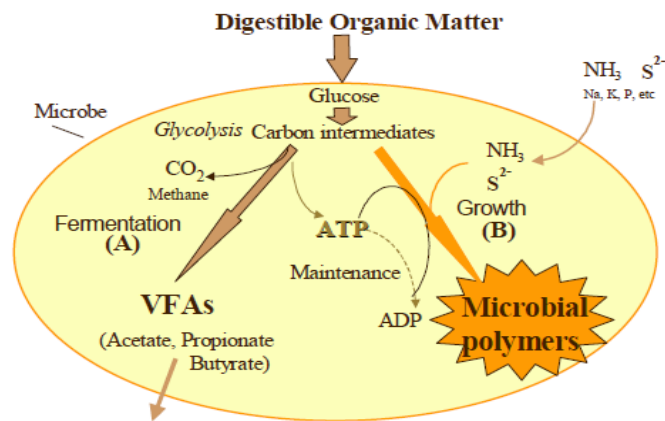 Digestible Organic Matter
NH₃ S²⁻
Na, K, P, etc
Glucose
Microbe
Glycolysis Carbon intermediates
CO₂
Methane
NH₃
S²⁻
Fermentation
(A)
Growth
(B)
ATP
Maintenance
VFAs
ADP
(Acetate, Propionate
Butyrate)
Microbial
polymers